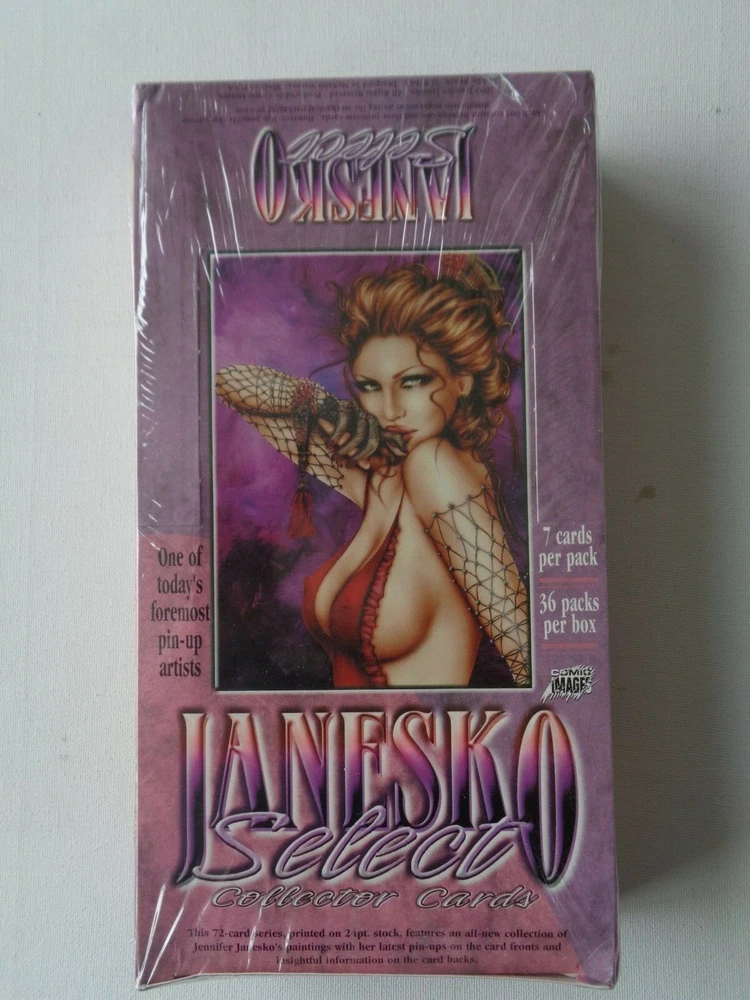 JANESKO
Select
One of
today's
foremost
pin-up
artists
7 cards
per pack
36 packs
per box
COMIC
IMAGES
JANESKO
Select
Collector Cards
This 72-card series, printed on 24pt. stock, features an all-new collection of
Jennifer Janesko's paintings with her latest pin-ups on the card fronts and
insightful information on the card backs.